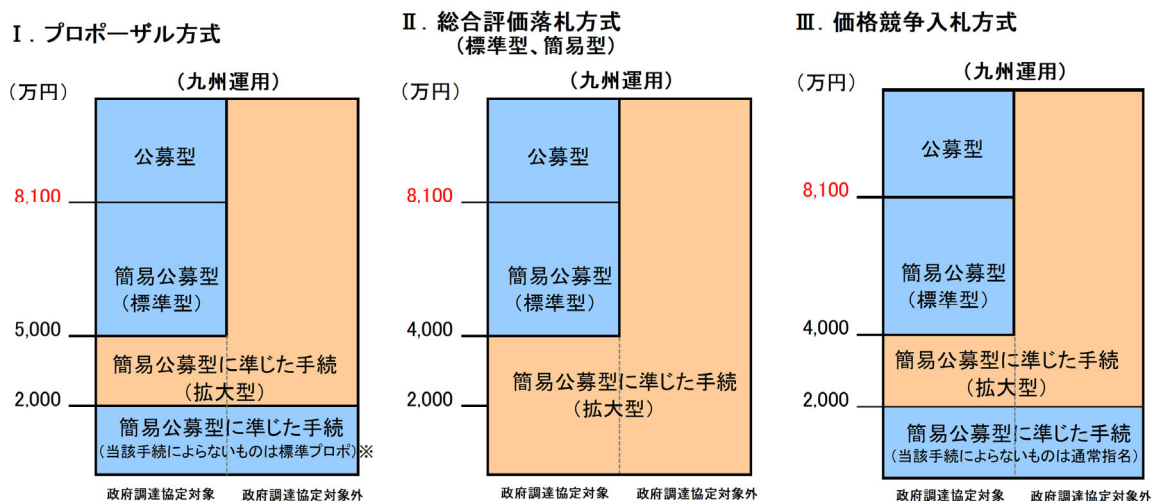 Ⅰ. プロポーザル方式
(九州運用)
(万円)
公募型
8,100
簡易公募型
(標準型)
5,000
簡易公募型に準じた手続
(拡大型)
2,000
簡易公募型に準じた手続
(当該手続によらないものは標準プロポ)※
政府調達協定対象 政府調達協定対象外
Ⅱ. 総合評価落札方式
(標準型、簡易型)
(九州運用)
(万円)
公募型
8,100
簡易公募型
(標準型)
4,000
簡易公募型に準じた手続
(拡大型)
2,000
政府調達協定対象 政府調達協定対象外
Ⅲ. 価格競争入札方式
(九州運用)
(万円)
公募型
8,100
簡易公募型
(標準型)
4,000
簡易公募型に準じた手続
(拡大型)
2,000
簡易公募型に準じた手続
(当該手続によらないものは通常指名)
政府調達協定対象 政府調達協定対象外